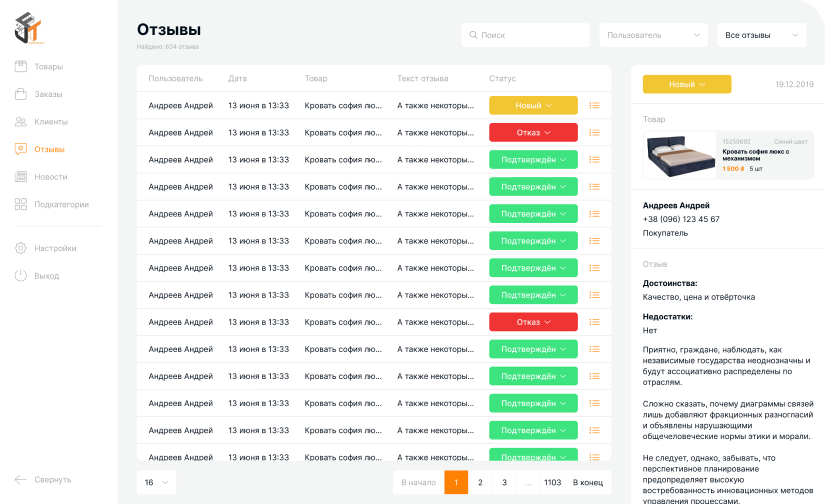 Отзывы
Найдено: 634 отзыва
Поиск
Пользователь
Все отзывы
Товары
Заказы
Клиенты
Отзывы
Новости
Подкатегории
Настройки
Выход
Свернуть
Пользователь Дата Товар Текст отзыва Статус
Андреев Андрей 13 июня в 13:33 Кровать софия лю... А также некоторы... Новый
Андреев Андрей 13 июня в 13:33 Кровать софия лю... А также некоторы... Отказ
Андреев Андрей 13 июня в 13:33 Кровать софия лю... А также некоторы... Подтверждён
Андреев Андрей 13 июня в 13:33 Кровать софия лю... А также некоторы... Подтверждён
Андреев Андрей 13 июня в 13:33 Кровать софия лю... А также некоторы... Подтверждён
Андреев Андрей 13 июня в 13:33 Кровать софия лю... А также некоторы... Подтверждён
Андреев Андрей 13 июня в 13:33 Кровать софия лю... А также некоторы... Подтверждён
Андреев Андрей 13 июня в 13:33 Кровать софия лю... А также некоторы... Подтверждён
Андреев Андрей 13 июня в 13:33 Кровать софия лю... А также некоторы... Отказ
Андреев Андрей 13 июня в 13:33 Кровать софия лю... А также некоторы... Подтверждён
Андреев Андрей 13 июня в 13:33 Кровать софия лю... А также некоторы... Подтверждён
Андреев Андрей 13 июня в 13:33 Кровать софия лю... А также некоторы... Подтверждён
Андреев Андрей 13 июня в 13:33 Кровать софия лю... А также некоторы... Подтверждён
Андреев Андрей 13 июня в 13:33 Кровать софия лю... А также некоторы... Подтверждён
16
В начало 1 2 3 ... 1103 В конец
Новый 19.12.2019
Товар
15255692 Синий цвет
Кровать софия люкс с
механизмом
1 500 ₴ 5 шт
Андреев Андрей
+38 (096) 123 45 67
Покупатель
Отзыв
Достоинства:
Качество, цена и отвёрточка
Недостатки:
Нет
Приятно, граждане, наблюдать, как
независимые государства неоднозначны и
будут ассоциативно распределены по
отраслям.
Сложно сказать, почему диаграммы связей
лишь добавляют фракционных разногласий
и объявлены нарушающими
общечеловеческие нормы этики и морали.
Не следует, однако, забывать, что
перспективное планирование
предопределяет высокую
востребованность инновационных методов
управления процессами.